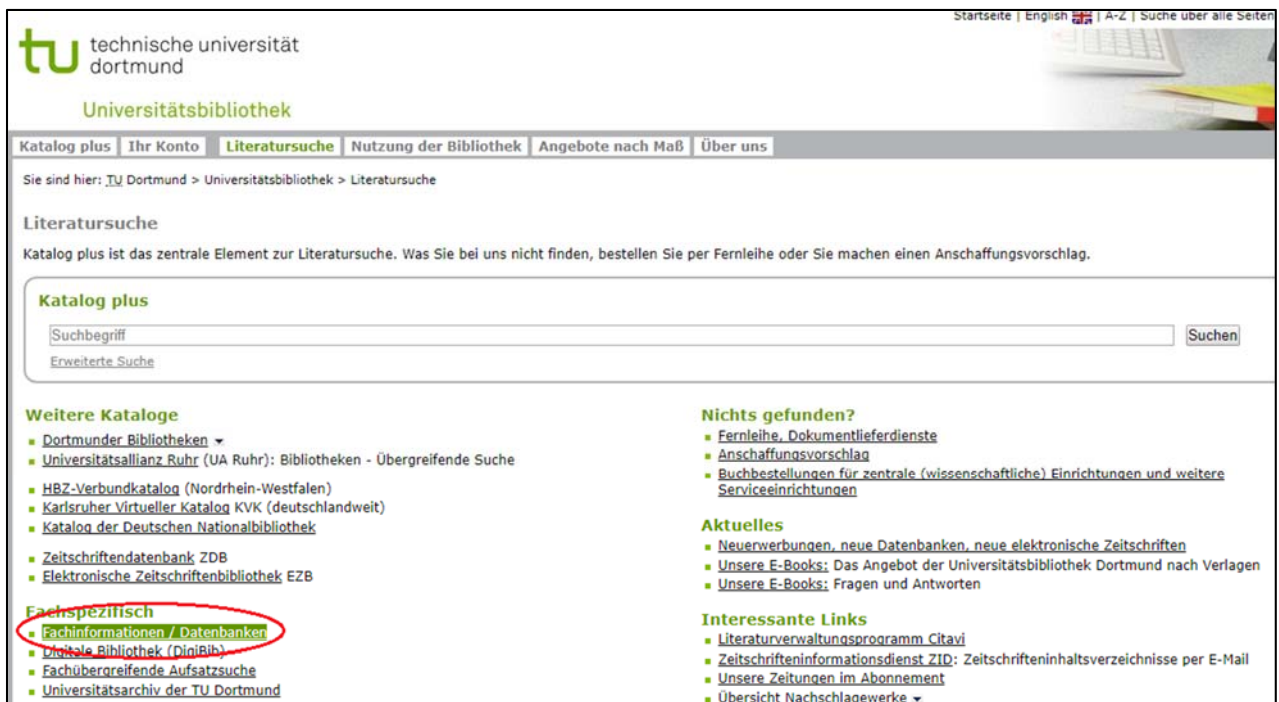 Startseite | English | A-Z | Suche über alle Seiten
tu technische universität
dortmund
Universitätsbibliothek
Katalog plus Ihr Konto Literatursuche Nutzung der Bibliothek Angebote nach Maß Über uns
Sie sind hier: TU Dortmund > Universitätsbibliothek > Literatursuche
Literatursuche
Katalog plus ist das zentrale Element zur Literatursuche. Was Sie bei uns nicht finden, bestellen Sie per Fernleihe oder Sie machen einen Anschaffungsvorschlag.
Katalog plus
Suchbegriff Suchen
Erweiterte Suche
Weitere Kataloge
Dortmunder Bibliotheken
Universitätsallianz Ruhr (UA Ruhr): Bibliotheken - Übergreifende Suche
HBZ-Verbundkatalog (Nordrhein-Westfalen)
Karlsruher Virtueller Katalog KVK (deutschlandweit)
Katalog der Deutschen Nationalbibliothek
Zeitschriftendatenbank ZDB
Elektronische Zeitschriftenbibliothek EZB
Fachspezifisch
Fachinformationen / Datenbanken
Digitale Bibliothek (DigiBib)
Fachübergreifende Aufsatzsuche
Universitätsarchiv der TU Dortmund
Nichts gefunden?
Fernleihe, Dokumentlieferdienste
Anschaffungsvorschlag
Buchbestellungen für zentrale (wissenschaftliche) Einrichtungen und weitere
Serviceeinrichtungen
Aktuelles
Neuerwerbungen, neue Datenbanken, neue elektronische Zeitschriften
Unsere E-Books: Das Angebot der Universitätsbibliothek Dortmund nach Verlagen
Unsere E-Books: Fragen und Antworten
Interessante Links
Literaturverwaltungsprogramm Citavi
Zeitschrifteninformationsdienst ZID: Zeitschrifteninhaltsverzeichnisse per E-Mail
Unsere Zeitungen im Abonnement
Übersicht Nachschlagewerke